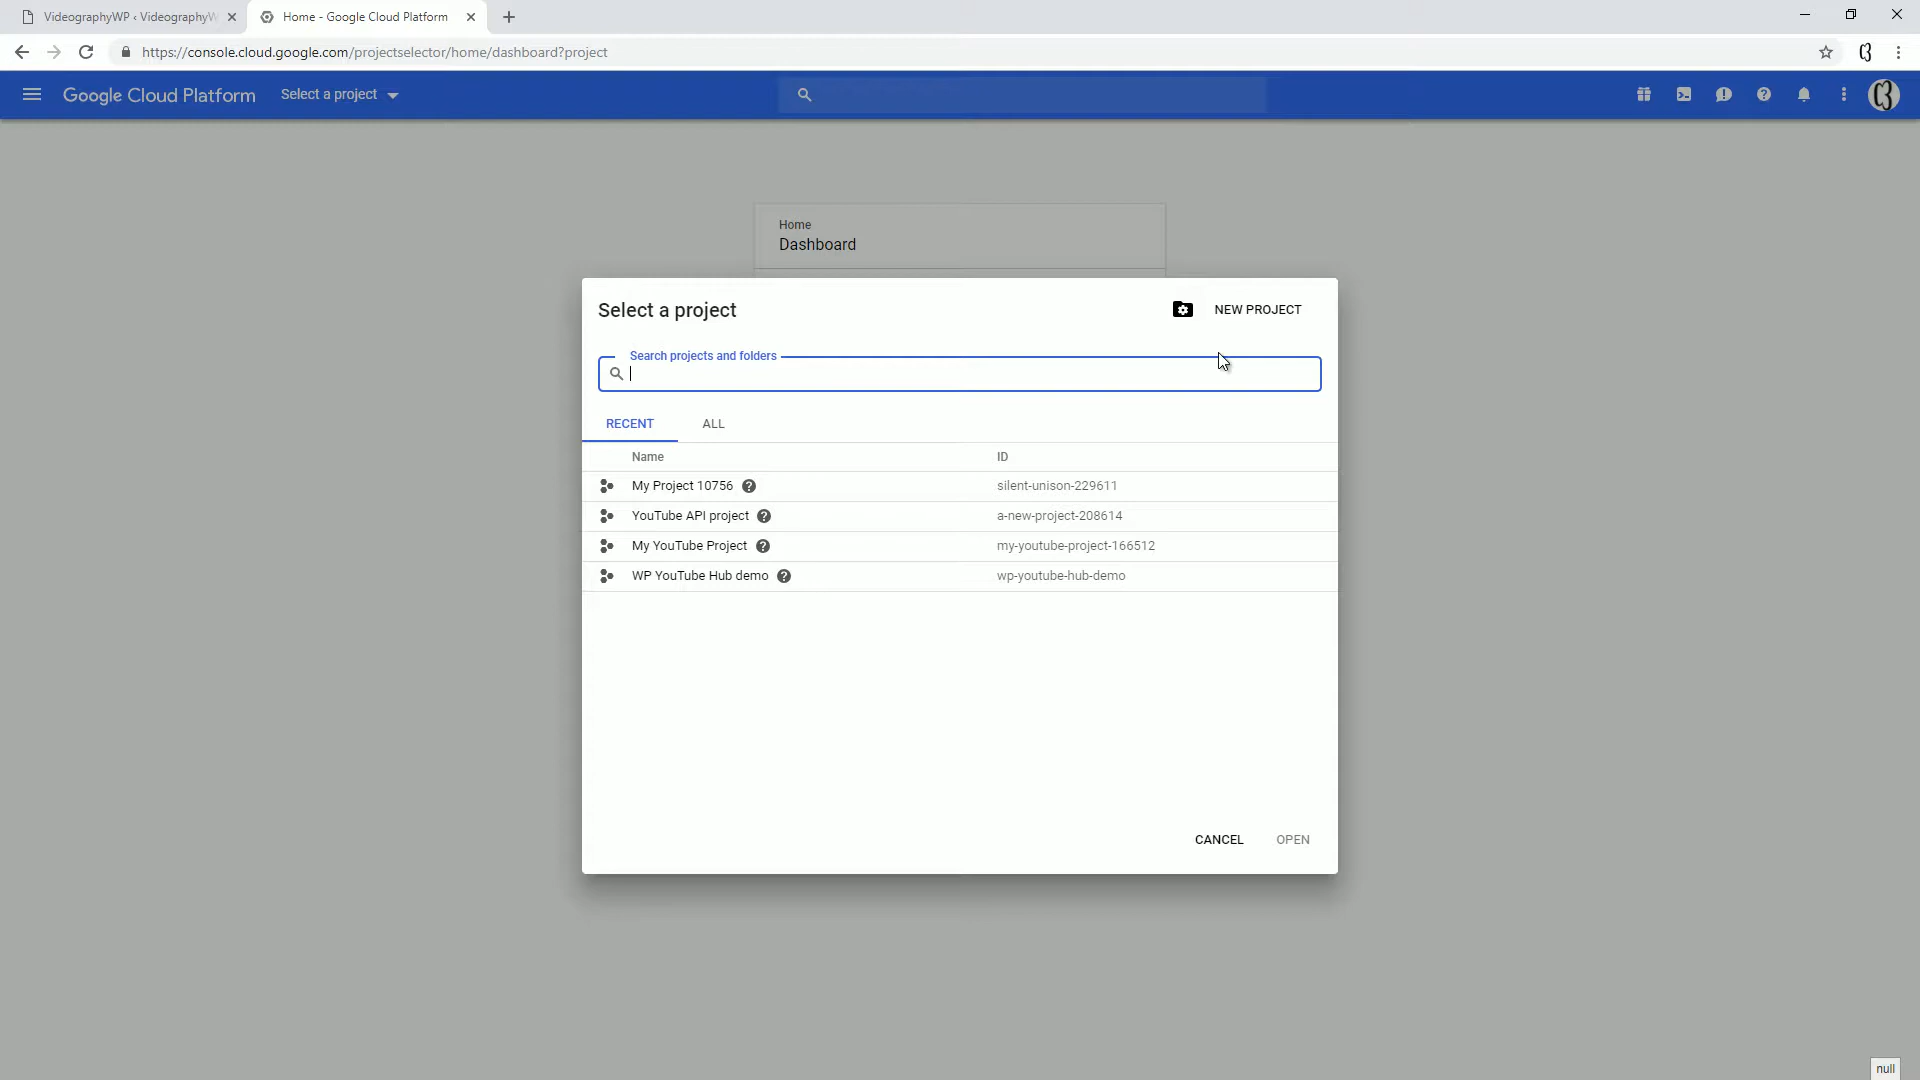 VideographyWP ‹ VideographyW
Home - Google Cloud Platform
https://console.cloud.google.com/projectselector/home/dashboard?project
Google Cloud Platform
Select a project
Home
Dashboard
Select a project
NEW PROJECT
Search projects and folders
RECENT
ALL
Name
ID
My Project 10756
silent-unison-229611
YouTube API project
a-new-project-208614
My YouTube Project
my-youtube-project-166512
WP YouTube Hub demo
wp-youtube-hub-demo
CANCEL
OPEN
null